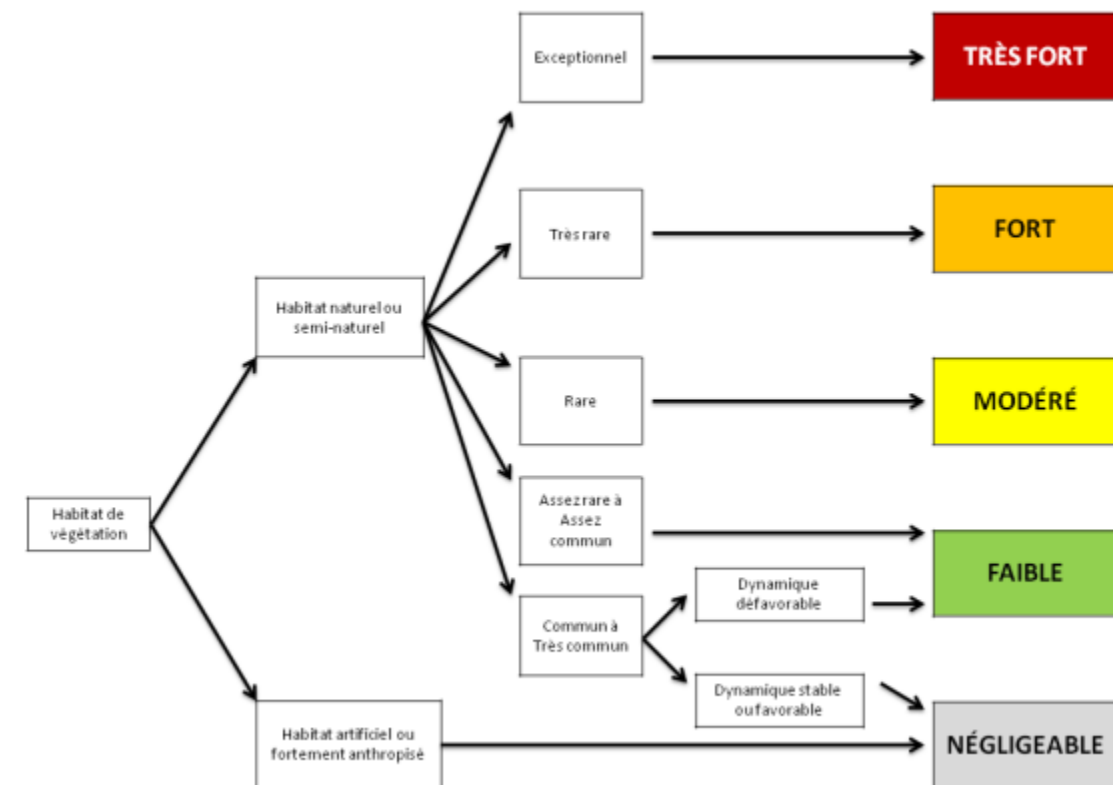 Exceptionnel
TRÈS FORT
Très rare
FORT
Habitat naturel ou
semi-naturel
Rare
MODÉRÉ
Assez rare à
Assez
commun
Habitat de
végétation
FAIBLE
Dynamique
défavorable
Commun à
Très commun
Dynamique stable
ou favorable
Habitat artificiel ou
fortement anthropisé
NÉGLIGEABLE